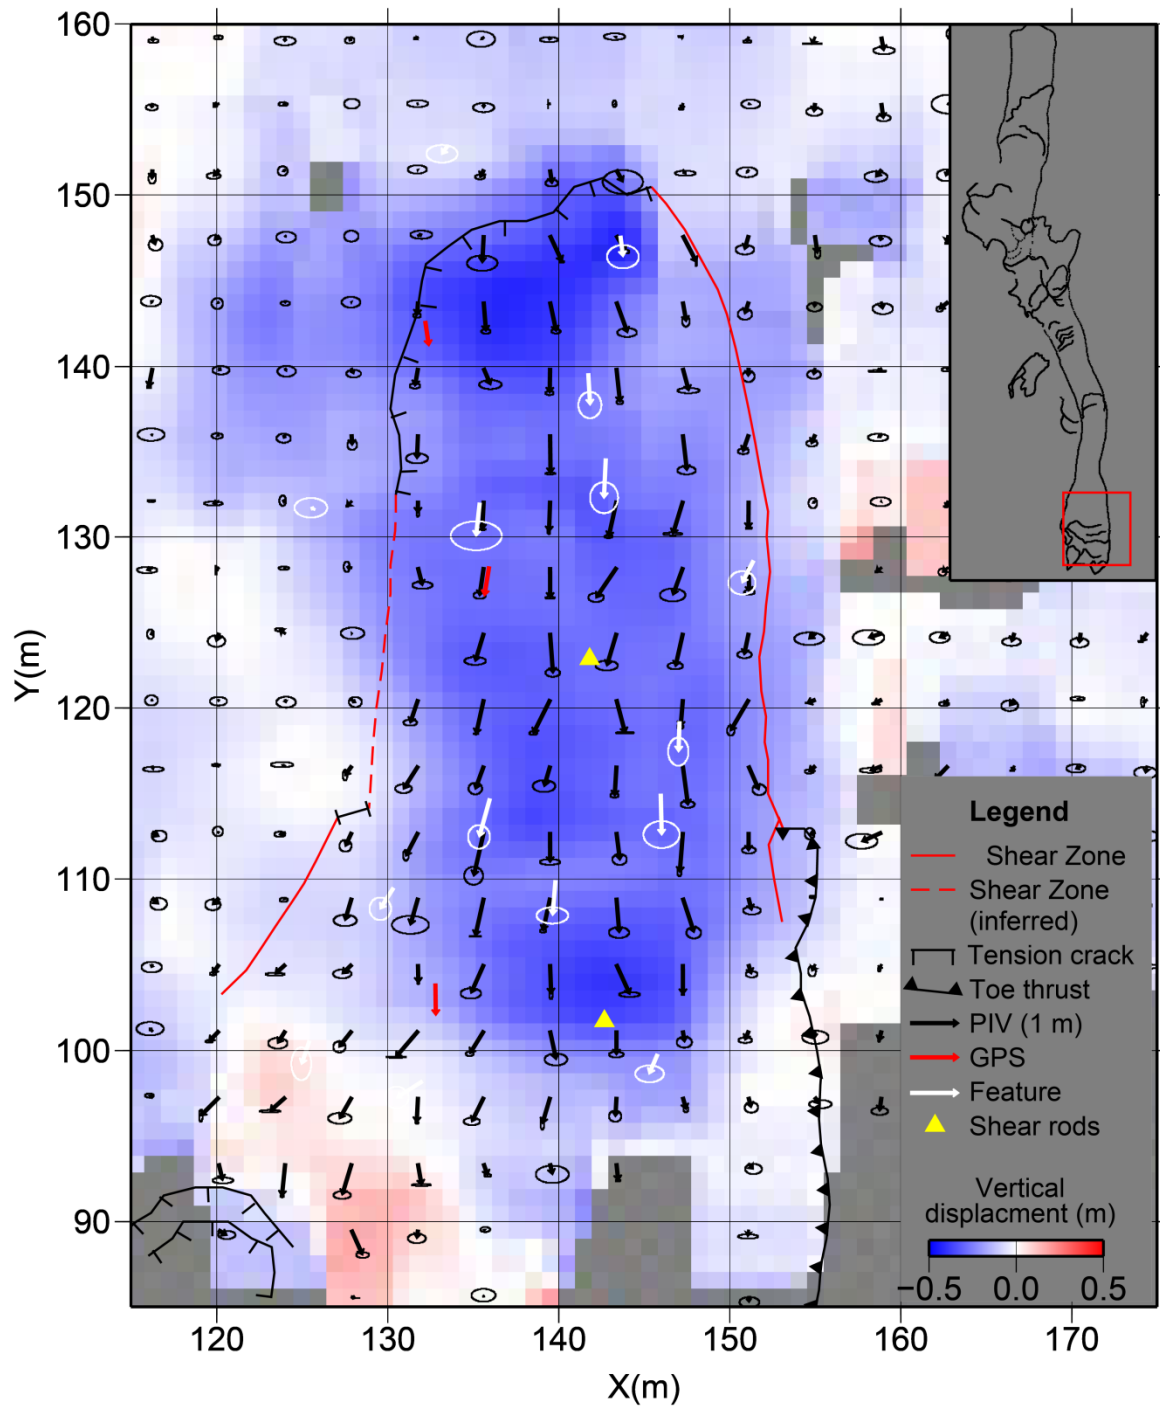 160
150
140
130
120
110
100
90
Y(m)
120
130
140
150
160
170
X(m)
Legend
Shear Zone
Shear Zone
(inferred)
Tension crack
Toe thrust
PIV (1 m)
GPS
Feature
Shear rods
Vertical
displacment (m)
−0.5 0.0 0.5